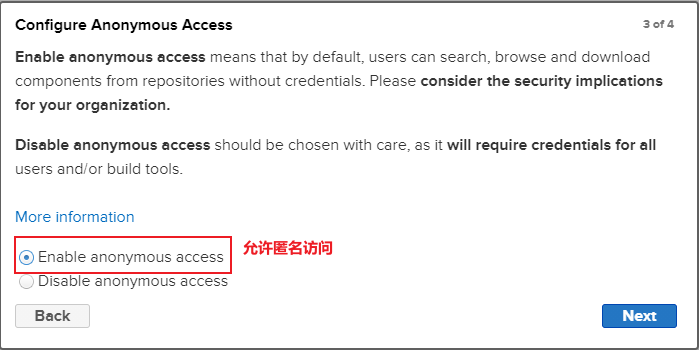 Configure Anonymous Access
3 of 4
Enable anonymous access means that by default, users can search, browse and download
components from repositories without credentials. Please consider the security implications
for your organization.
Disable anonymous access should be chosen with care, as it will require credentials for all
users and/or build tools.
More information
Enable anonymous access
允许匿名访问
Disable anonymous access
Back
Next